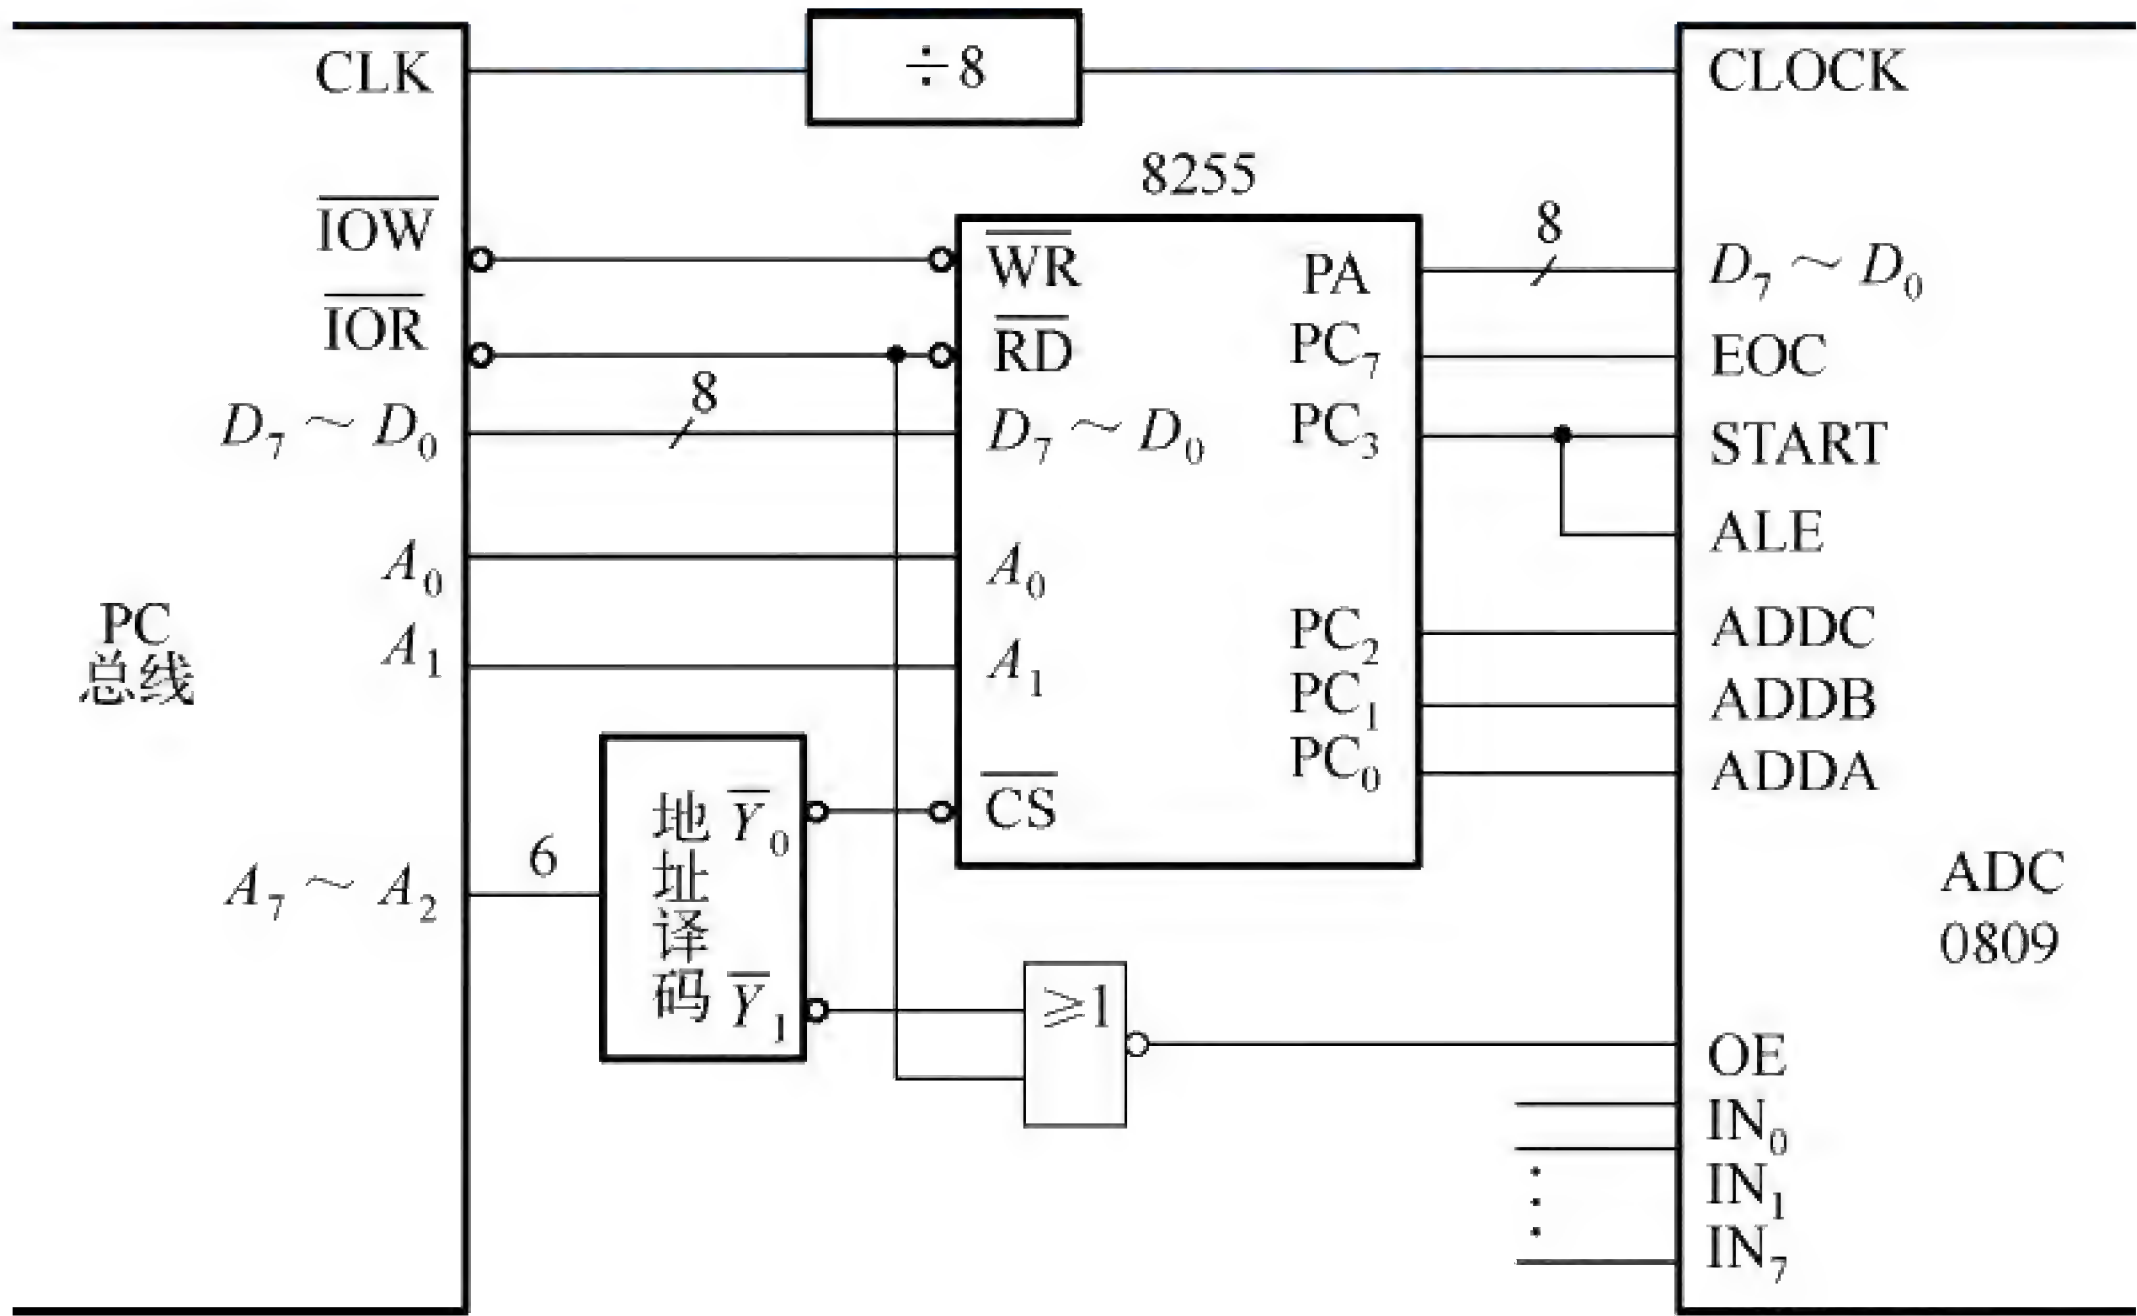 CLK
÷8
CLOCK
8255
IOW
WR
PA
8
D7 ~ D0
IOR
RD
PC7
EOC
D7 ~ D0
8
D7 ~ D0
PC3
START
ALE
A0
A0
A1
A1
PC
总线
PC2
ADDC
PC1
ADDB
PC0
ADDA
地址译码
Y0
Y1
CS
A7 ~ A2
6
≥1
ADC
0809
OE
IN0
IN1
⋮
IN7